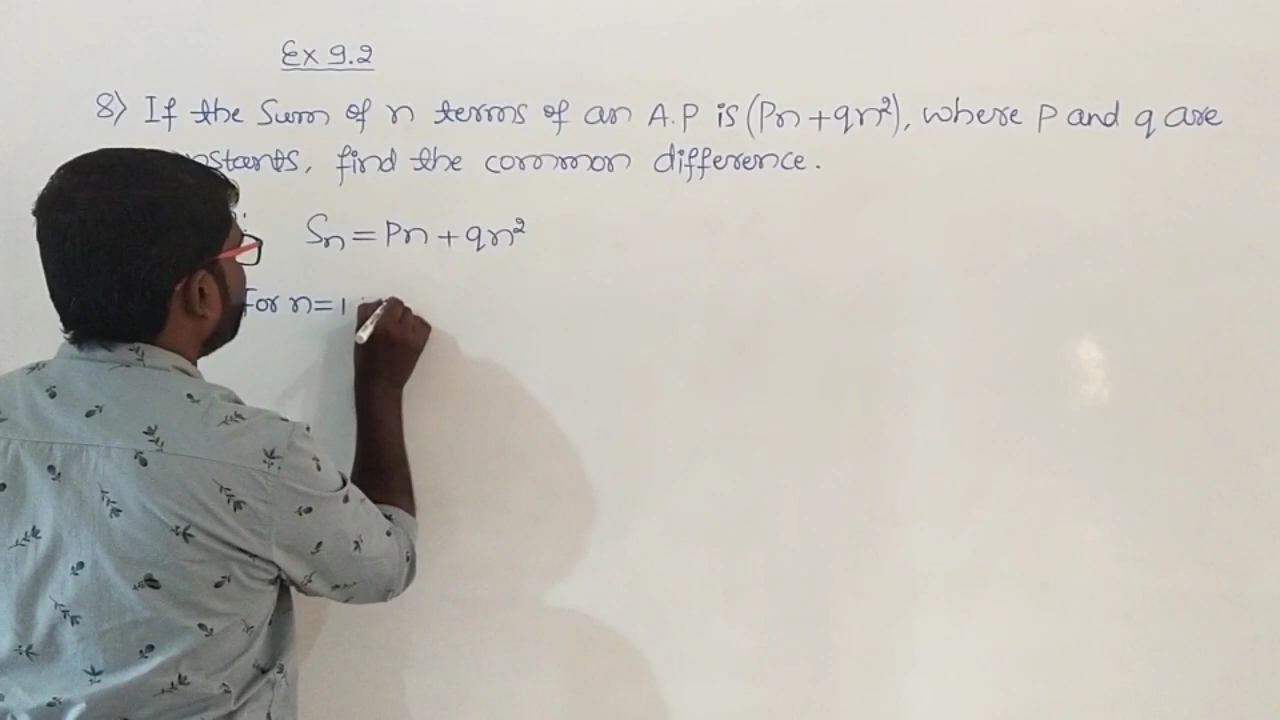 Ex 9.2
8) If the Sum of n terms of an A.P is (Pn+qn²), where P and q are
nstants, find the common difference.
Sn = Pn + qn²
For n=1